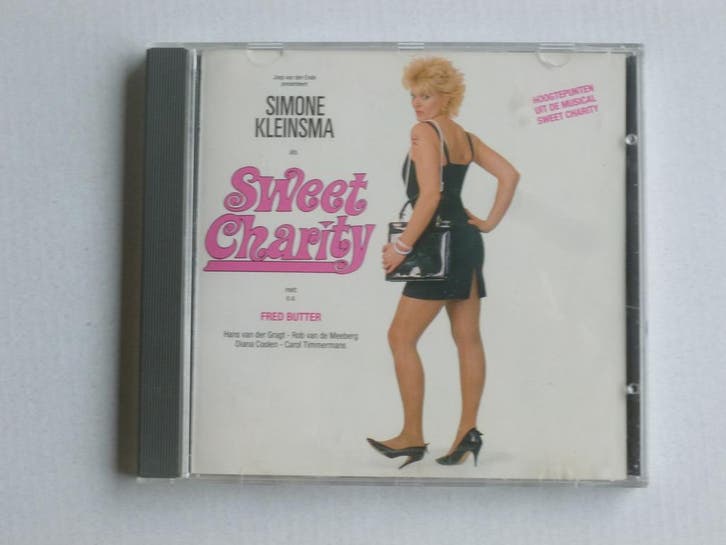 Joop van den Ende
presenteert
SIMONE
KLEINSMA
als
Sweet
Charity
met:
o.a.
FRED BUTTER
Hans van der Gragt - Rob van de Meeberg
Diana Coolen - Carol Timmermans
HOOGTEPUNTEN
UIT DE MUSICAL
SWEET CHARITY